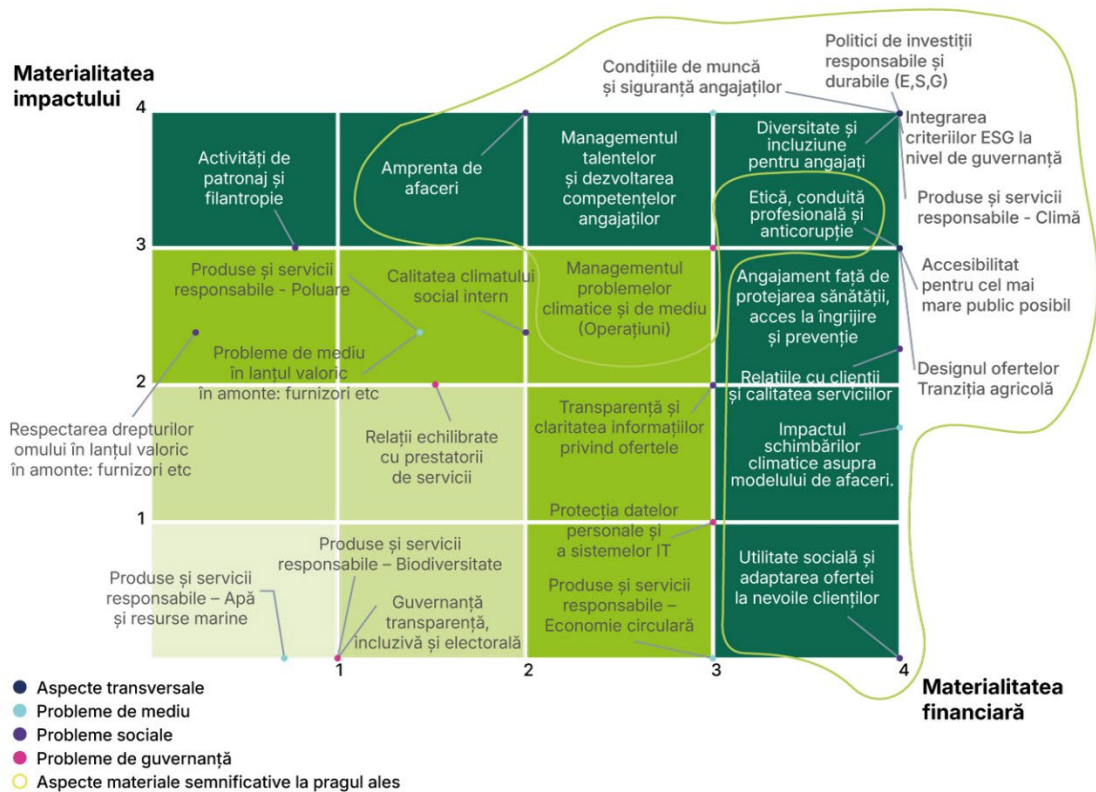 Materialitatea
impactului
Condițiile de muncă
și siguranță angajaților
Politici de investiții
responsabile și
durabile (E,S,G)
4
Activități de
patronaj și
filantropie
Amprenta de
afaceri
Managementul
talentelor
și dezvoltarea
competențelor
angajaților
Diversitate și
incluziune
pentru angajați
Integrarea
criteriilor ESG la
nivel de guvernanță
Etică, conduită
profesională și
anticorupție
Produse și servicii
responsabile - Climă
3
Produse și servicii
responsabile - Poluare
Calitatea climatului
social intern
Managementul
problemelor
climatice și de mediu
(Operațiuni)
Angajament față de
protejarea sănătății,
acces la îngrijire
și prevenție
Accesibilitat
pentru cel mai
mare public posibil
Probleme de mediu
în lanțul valoric
în amonte: furnizori etc
Relațiile cu clienții
și calitatea serviciilor
Designul ofertelor
Tranziția agricolă
2
Respectarea drepturilor
omului în lanțul valoric
în amonte: furnizori etc
Relații echilibrate
cu prestatorii
de servicii
Transparență și
claritatea informațiilor
privind ofertele
Impactul
schimbărilor
climatice asupra
modelului de afaceri.
1
Produse și servicii
responsabile – Apă
și resurse marine
Produse și servicii
responsabile – Biodiversitate
Guvernanță
transparență,
incluzivă și electorală
Protecția datelor
personale și
a sistemelor IT
Produse și servicii
responsabile –
Economie circulară
Utilitate socială și
adaptarea ofertei
la nevoile clienților
1
2
3
4
Materialitatea
financiară
Aspecte transversale
Probleme de mediu
Probleme sociale
Probleme de guvernanță
Aspecte materiale semnificative la pragul ales